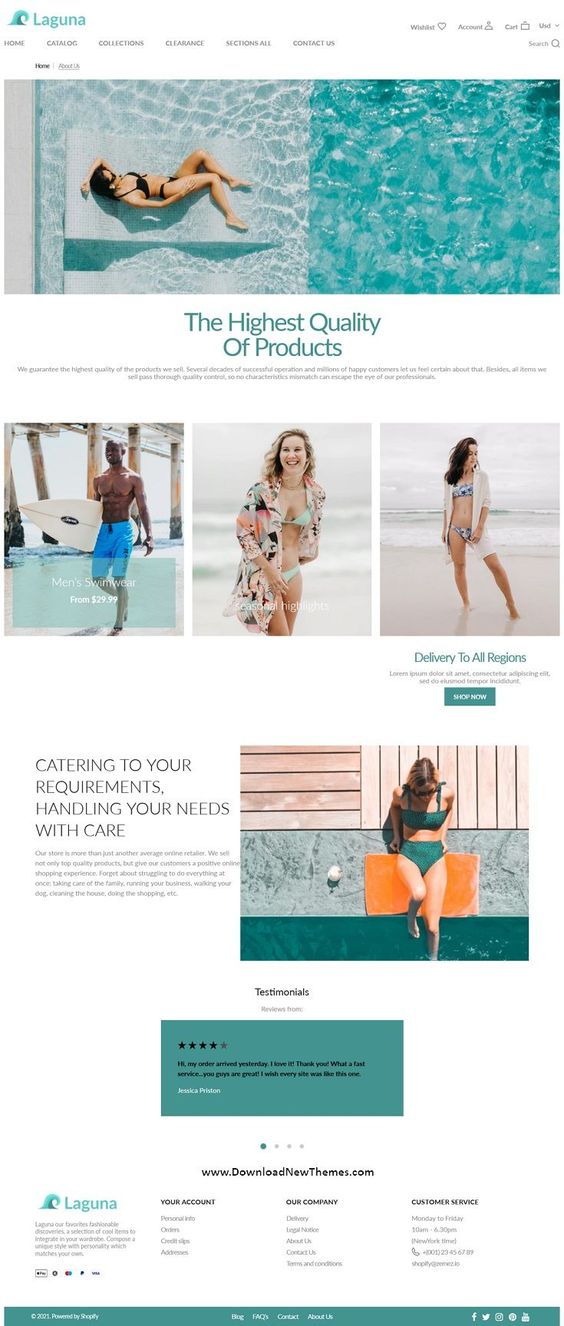 Laguna
Wishlist
Account
Cart
Usd
HOME
CATALOG
COLLECTIONS
CLEARANCE
SECTIONS ALL
CONTACT US
Search
Home
About Us
The Highest Quality
Of Products
We guarantee the highest quality of the products we sell. Several decades of successful operation and millions of happy customers let us feel certain about that. Besides, all items we
sell pass thorough quality control, so no characteristics mismatch can escape the eye of our professionals.
Men's Swimwear
From $29.99
seasonal highlights
Delivery To All Regions
Lorem ipsum dolor sit amet, consectetur adipiscing elit,
sed do eiusmod tempor incididunt.
SHOP NOW
CATERING TO YOUR
REQUIREMENTS,
HANDLING YOUR NEEDS
WITH CARE
Our store is more than just another average online retailer. We sell
not only top quality products, but give our customers a positive online
shopping experience. Forget about struggling to do everything at
once: taking care of the family, running your business, walking your
dog, cleaning the house, doing the shopping, etc.
Testimonials
Reviews from:
Hi, my order arrived yesterday. I love it! Thank you! What a fast
service...you guys are great! I wish every site was like this one.
Jessica Priston
www.DownloadNewThemes.com
Laguna
Laguna our favorites fashionable
discoveries, a selection of cool items to
integrate in your wardrobe. Compose a
unique style with personality which
matches your own.
YOUR ACCOUNT
Personal info
Orders
Credit slips
Addresses
OUR COMPANY
Delivery
Legal Notice
About Us
Contact Us
Terms and conditions
CUSTOMER SERVICE
Monday to Friday
10am - 6.30pm
(NewYork time)
+(001) 23 45 67 89
shopify@zemez.io
© 2021. Powered by Shopify
Blog
FAQ's
Contact
About Us